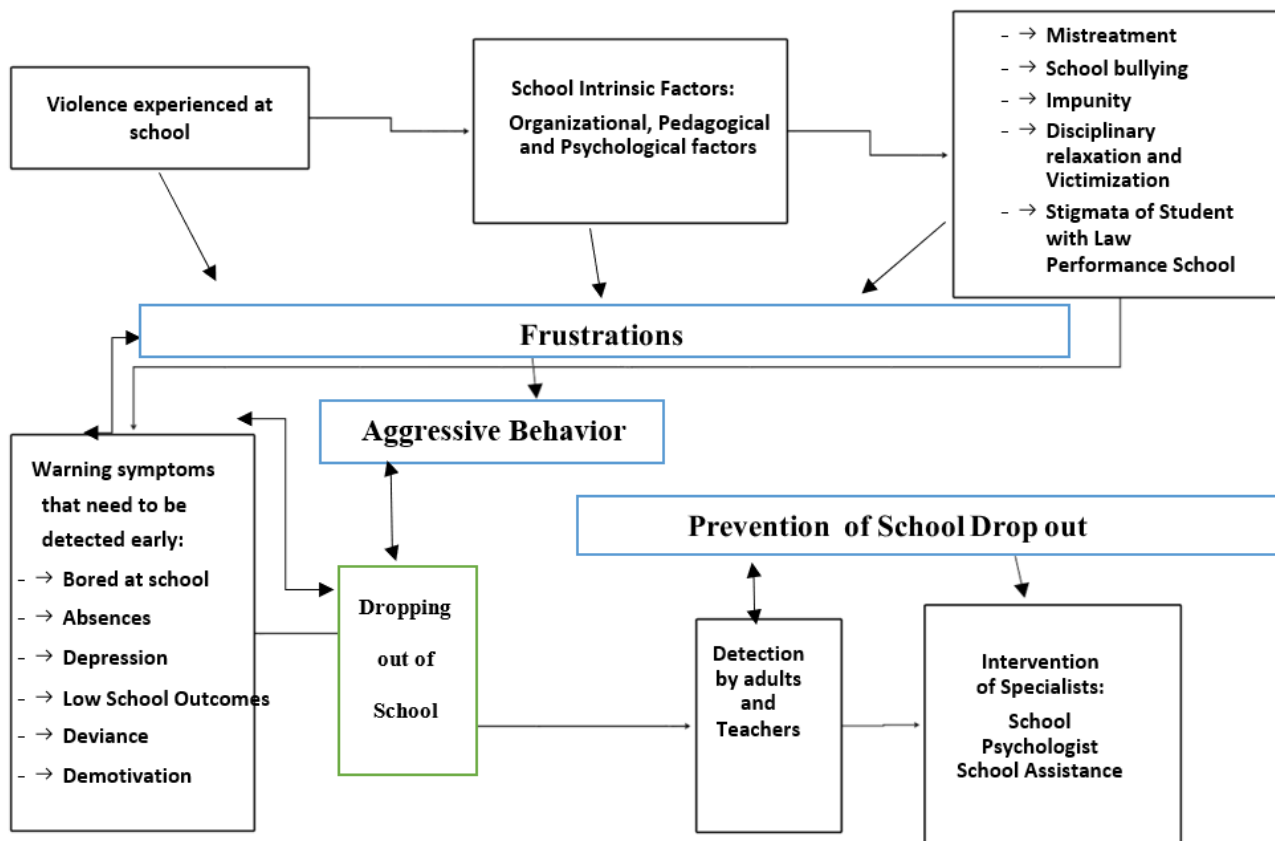 Violence experienced at
school
School Intrinsic Factors:
Organizational, Pedagogical
and Psychological factors
- → Mistreatment
- → School bullying
- → Impunity
- → Disciplinary
relaxation and
Victimization
- → Stigmata of Student
with Law
Performance School
Frustrations
Aggressive Behavior
Warning symptoms
that need to be
detected early:
- → Bored at school
- → Absences
- → Depression
- → Low School Outcomes
- → Deviance
- → Demotivation
Dropping
out of
School
Prevention of School Drop out
Detection
by adults
and
Teachers
Intervention
of Specialists:
School
Psychologist
School Assistance